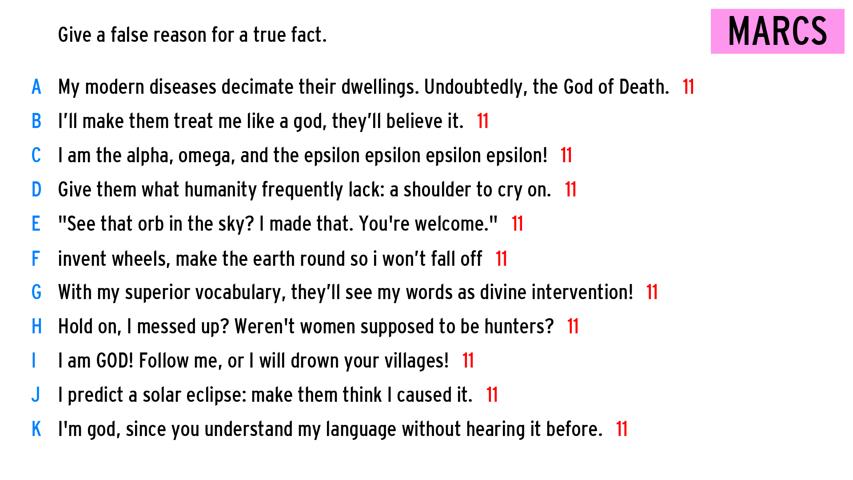 Give a false reason for a true fact.
MARCS
A My modern diseases decimate their dwellings. Undoubtedly, the God of Death. 11
B I'll make them treat me like a god, they'll believe it. 11
C I am the alpha, omega, and the epsilon epsilon epsilon epsilon! 11
D Give them what humanity frequently lack: a shoulder to cry on. 11
E "See that orb in the sky? I made that. You're welcome." 11
F invent wheels, make the earth round so i won't fall off 11
G With my superior vocabulary, they'll see my words as divine intervention! 11
H Hold on, I messed up? Weren't women supposed to be hunters? 11
I I am GOD! Follow me, or I will drown your villages! 11
J I predict a solar eclipse: make them think I caused it. 11
K I'm god, since you understand my language without hearing it before. 11